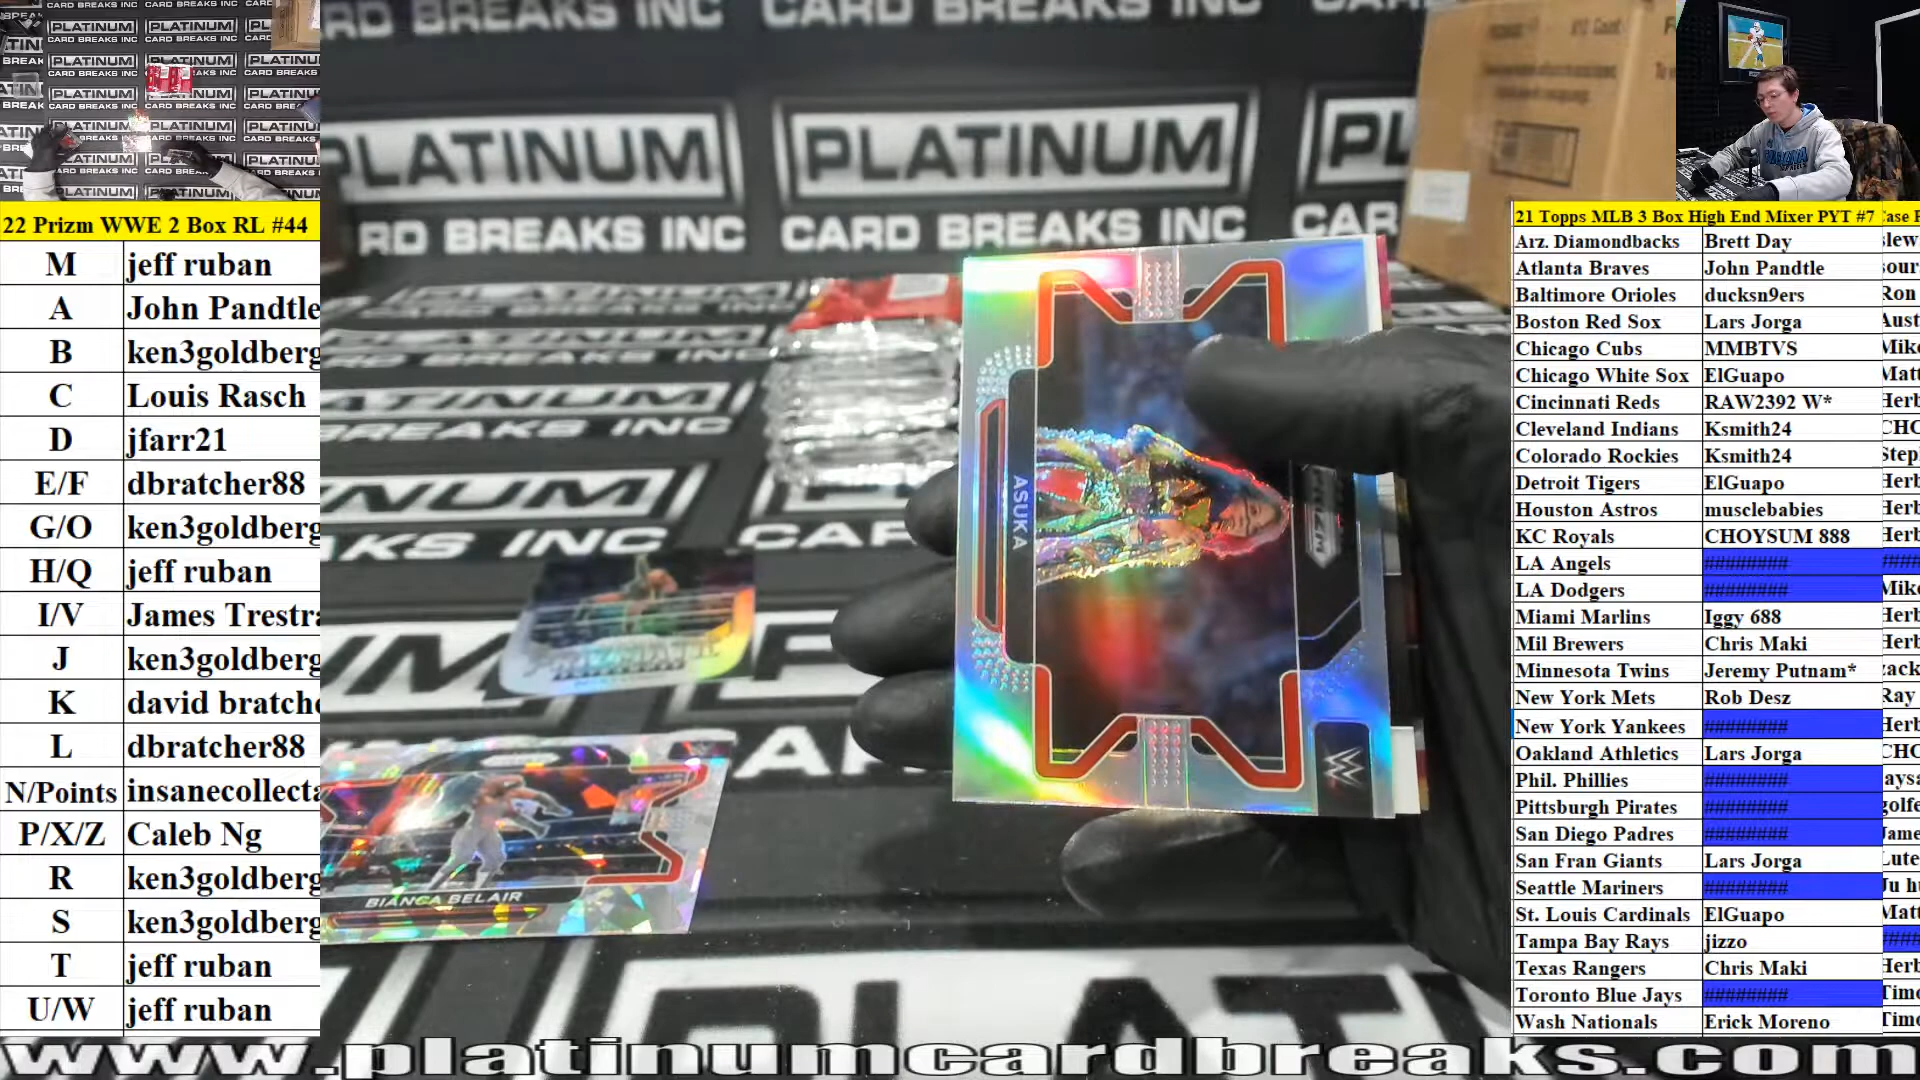 22 Prizm WWE 2 Box RL #44
M jeff ruban
A John Pandtle
B ken3goldberg
C Louis Rasch
D jfarr21
E/F dbratcher88
G/O ken3goldberg
H/Q jeff ruban
I/V James Trestra
J ken3goldberg
K david bratche
L dbratcher88
N/Points insanecollecta
P/X/Z Caleb Ng
R ken3goldberg
S ken3goldberg
T jeff ruban
U/W jeff ruban
PLATINUM
CARD BREAKS INC
ASUKA
PRIZM
BIANCA BELAIR
21 Topps MLB 3 Box High End Mixer PYT #7
Arz. Diamondbacks Brett Day
Atlanta Braves John Pandtle
Baltimore Orioles ducksn9ers
Boston Red Sox Lars Jorga
Chicago Cubs MMBTVS
Chicago White Sox ElGuapo
Cincinnati Reds RAW2392 W*
Cleveland Indians Ksmith24
Colorado Rockies Ksmith24
Detroit Tigers ElGuapo
Houston Astros musclebabies
KC Royals CHOYSUM 888
LA Angels ########
LA Dodgers ########
Miami Marlins Iggy 688
Mil Brewers Chris Maki
Minnesota Twins Jeremy Putnam*
New York Mets Rob Desz
New York Yankees ########
Oakland Athletics Lars Jorga
Phil. Phillies ########
Pittsburgh Pirates ########
San Diego Padres ########
San Fran Giants Lars Jorga
Seattle Mariners ########
St. Louis Cardinals ElGuapo
Tampa Bay Rays jizzo
Texas Rangers Chris Maki
Toronto Blue Jays ########
Wash Nationals Erick Moreno
www.platinumcardbreaks.com